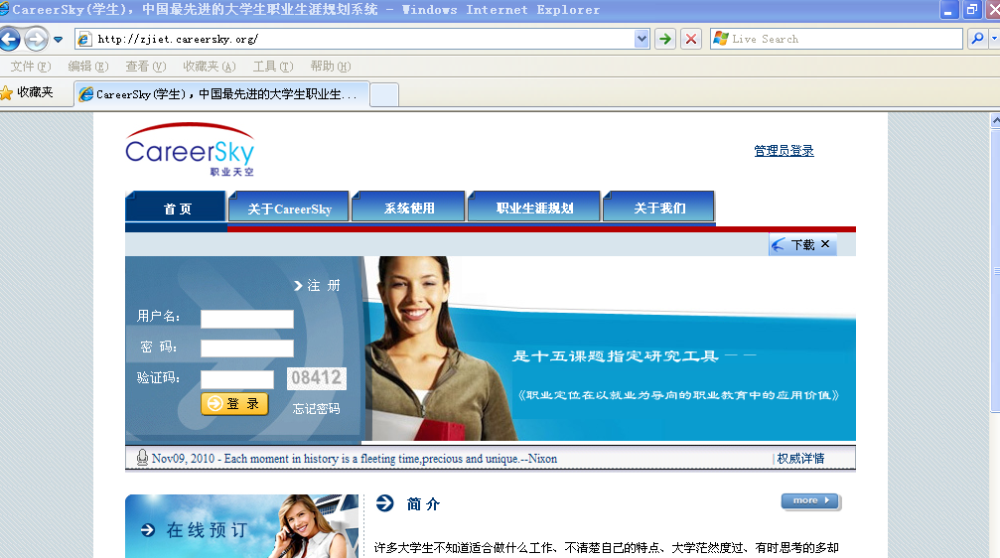 CareerSky(学生)，中国最先进的大学生职业生涯规划系统 - Windows Internet Explorer
http://zjiet.careersky.org/
Live Search
文件(F) 编辑(E) 查看(V) 收藏夹(A) 工具(T) 帮助(H)
收藏夹
CareerSky(学生)，中国最先进的大学生职业生...
CareerSky
职业天空
管理员登录
首 页 关于CareerSky 系统使用 职业生涯规划 关于我们
下载 ×
注 册
用户名:
密 码:
验证码: 08412
登 录 忘记密码
是十五课题指定研究工具 — —
《职业定位在以就业为导向的职业教育中的应用价值》
Nov09, 2010 - Each moment in history is a fleeting time,precious and unique.--Nixon
| 权威详情
在线预订
简 介
more
许多大学生不知道适合做什么工作、不清楚自己的特点、大学茫然度过、有时思考的多却